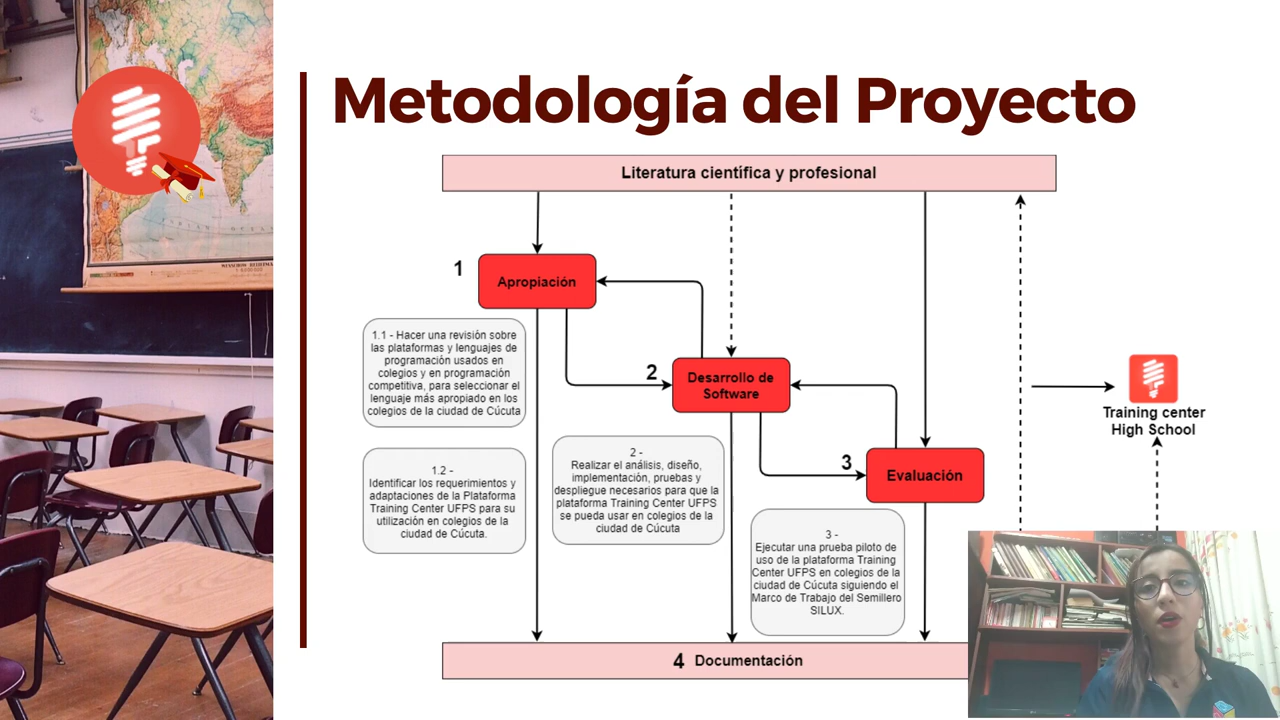 Metodología del Proyecto
Literatura científica y profesional
1
Apropiación
1.1 - Hacer una revisión sobre
las plataformas y lenguajes de
programación usados en
colegios y en programación
competitiva, para seleccionar el
lenguaje más apropiado en los
colegios de la ciudad de Cúcuta
1.2 -
Identificar los requerimientos y
adaptaciones de la Plataforma
Training Center UFPS para su
utilización en colegios de la
ciudad de Cúcuta.
2
Desarrollo de
Software
2 -
Realizar el análisis, diseño,
implementación, pruebas y
despliegue necesarios para que la
plataforma Training Center UFPS
se pueda usar en colegios de la
ciudad de Cúcuta
3
Evaluación
3 -
Ejecutar una prueba piloto de
uso de la plataforma Training
Center UFPS en colegios de la
ciudad de Cúcuta siguiendo el
Marco de Trabajo del Semillero
SILUX.
Training center
High School
4 Documentación